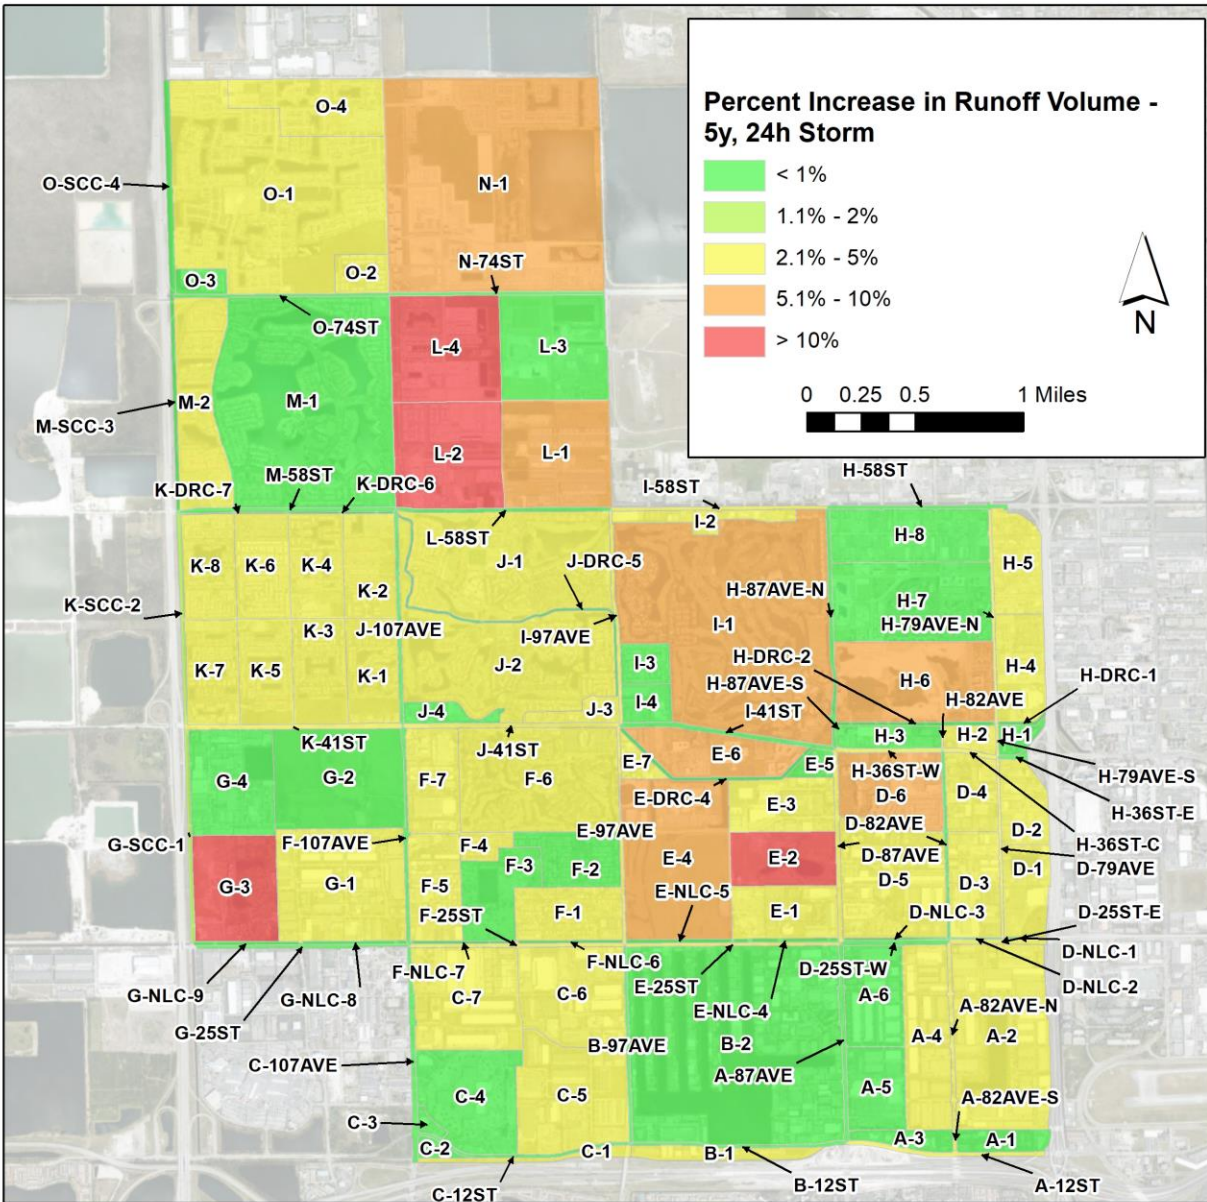 Percent Increase in Runoff Volume -
5y, 24h Storm
< 1%
1.1% - 2%
2.1% - 5%
5.1% - 10%
> 10%
N
0 0.25 0.5 1 Miles
O-4
O-SCC-4
O-1
N-1
N-74ST
O-3
O-2
O-74ST
L-4
L-3
M-2
M-1
M-SCC-3
L-2
L-1
M-58ST
K-DRC-7
K-DRC-6
I-58ST
H-58ST
I-2
L-58ST
H-8
J-1
J-DRC-5
H-5
K-8
K-6
K-4
K-2
H-87AVE-N
H-7
K-SCC-2
H-79AVE-N
K-3
J-107AVE
I-97AVE
I-1
K-7
K-5
K-1
J-2
I-3
H-DRC-2
H-4
H-6
H-DRC-1
H-87AVE-S
H-82AVE
I-4
J-4
J-3
I-41ST
K-41ST
J-41ST
H-3
H-2
H-1
G-4
G-2
F-7
F-6
E-7
E-6
E-5
H-36ST-W
H-79AVE-S
E-DRC-4
E-3
D-6
D-4
H-36ST-E
G-SCC-1
F-107AVE
E-97AVE
D-82AVE
D-2
H-36ST-C
F-4
F-3
F-2
E-4
E-2
D-87AVE
D-79AVE
G-3
G-1
F-5
D-5
D-3
D-1
F-25ST
F-1
E-NLC-5
E-1
D-NLC-3
D-25ST-E
D-NLC-1
D-NLC-2
G-NLC-9
G-NLC-8
G-25ST
F-NLC-7
F-NLC-6
E-25ST
E-NLC-4
D-25ST-W
C-7
C-6
A-6
A-82AVE-N
A-4
A-2
B-97AVE
B-2
C-107AVE
A-87AVE
C-4
C-5
A-5
A-82AVE-S
C-3
C-2
C-1
B-1
A-3
A-1
C-12ST
B-12ST
A-12ST